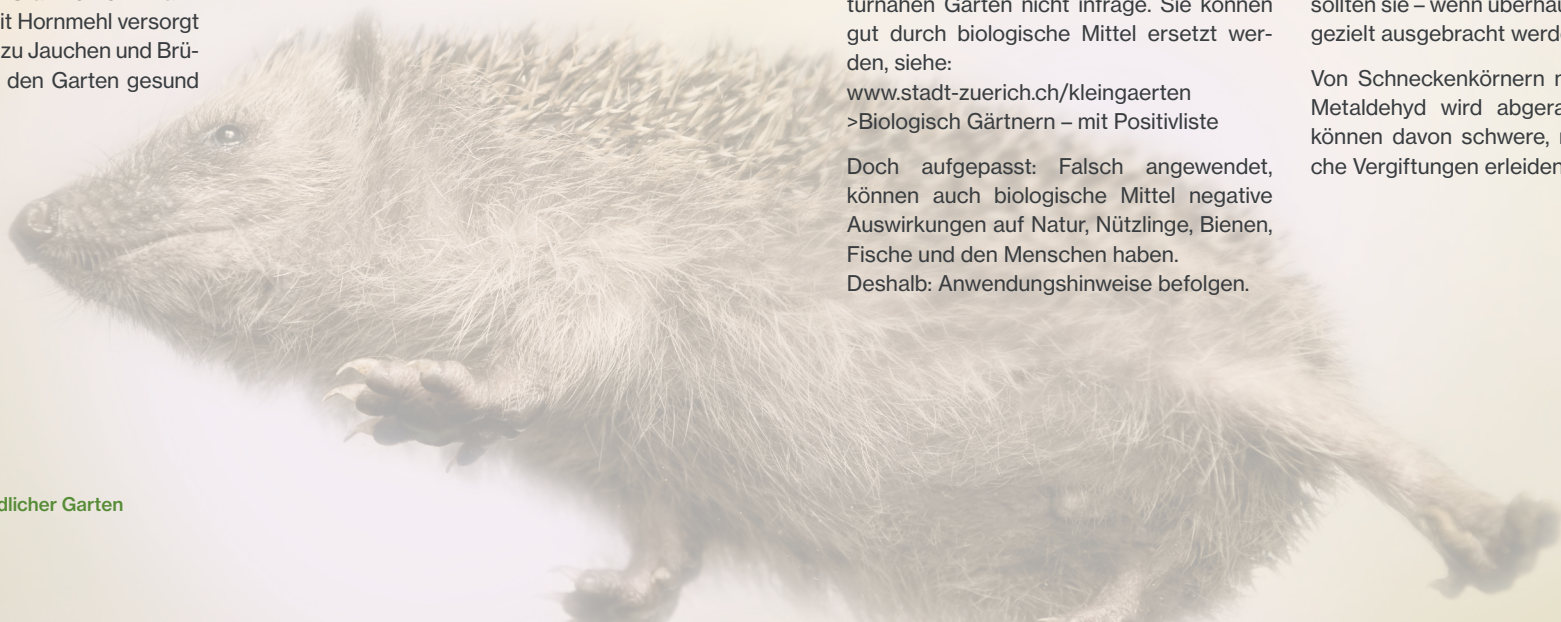 it Hornmehl versorgt
zu Jauchen und Brü-
den Garten gesund
dlicher Garten
turnahen Garten nicht infrage. Sie können
gut durch biologische Mittel ersetzt wer-
den, siehe:
www.stadt-zuerich.ch/kleingaerten
>Biologisch Gärtnern – mit Positivliste
Doch aufgepasst: Falsch angewendet,
können auch biologische Mittel negative
Auswirkungen auf Natur, Nützlinge, Bienen,
Fische und den Menschen haben.
Deshalb: Anwendungshinweise befolgen.
sollten sie – wenn überhau
gezielt ausgebracht werde
Von Schneckenkörnern
Metaldehyd wird abgera
können davon schwere,
che Vergiftungen erleiden